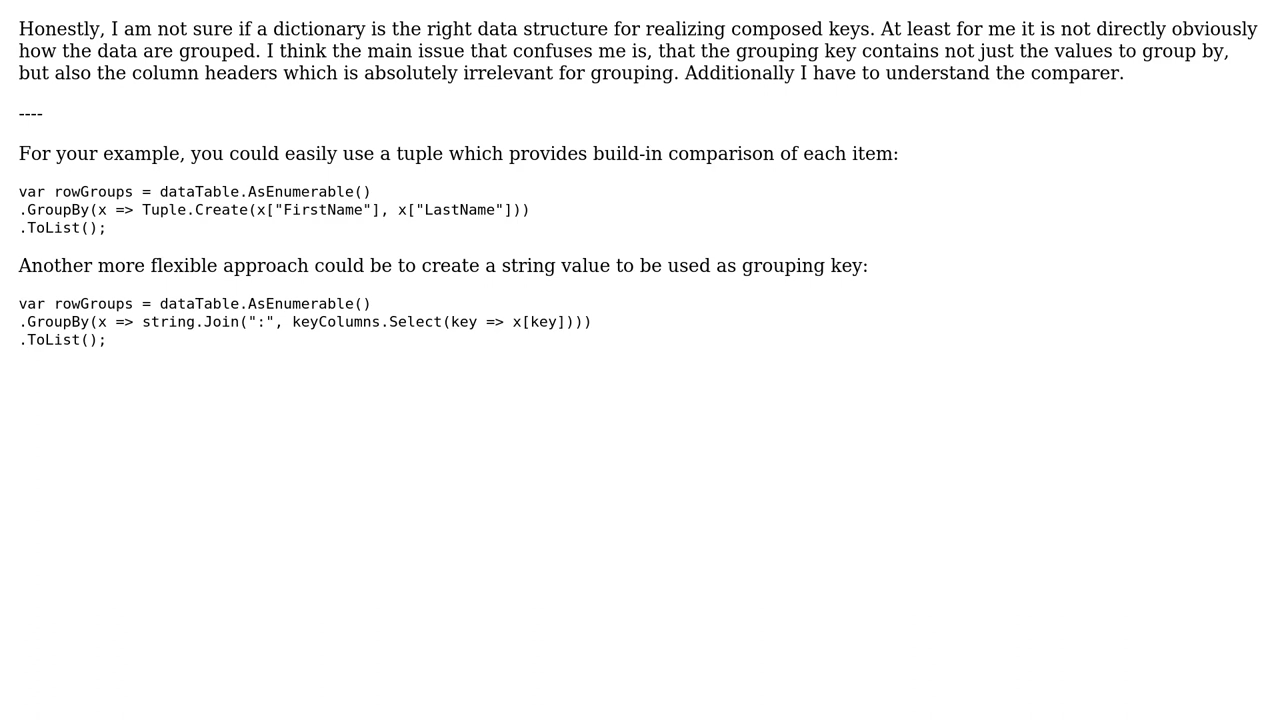 Honestly, I am not sure if a dictionary is the right data structure for realizing composed keys. At least for me it is not directly obviously
how the data are grouped. I think the main issue that confuses me is, that the grouping key contains not just the values to group by,
but also the column headers which is absolutely irrelevant for grouping. Additionally I have to understand the comparer.
----
For your example, you could easily use a tuple which provides build-in comparison of each item:
var rowGroups = dataTable.AsEnumerable()
.GroupBy(x => Tuple.Create(x["FirstName"], x["LastName"]))
.ToList();
Another more flexible approach could be to create a string value to be used as grouping key:
var rowGroups = dataTable.AsEnumerable()
.GroupBy(x => string.Join(":", keyColumns.Select(key => x[key])))
.ToList();